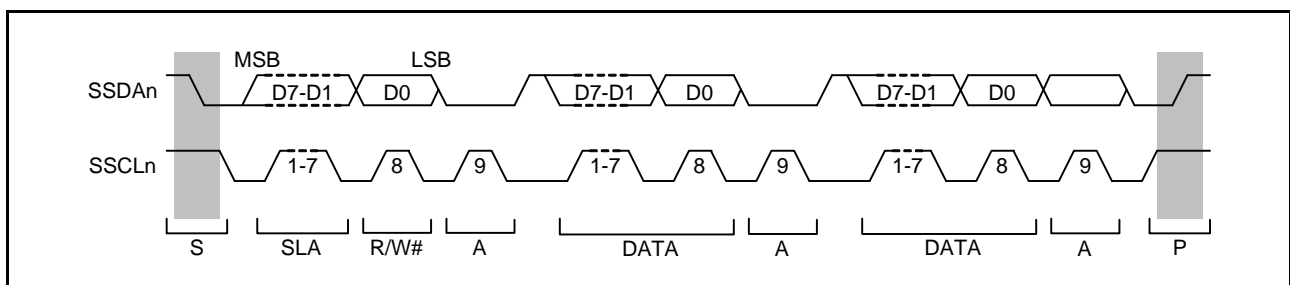 MSB LSB
SSDAn D7-D1 D0 D7-D1 D0 D7-D1 D0
SSCLn 1-7 8 9 1-7 8 9 1-7 8 9
S SLA R/W# A DATA A DATA A P